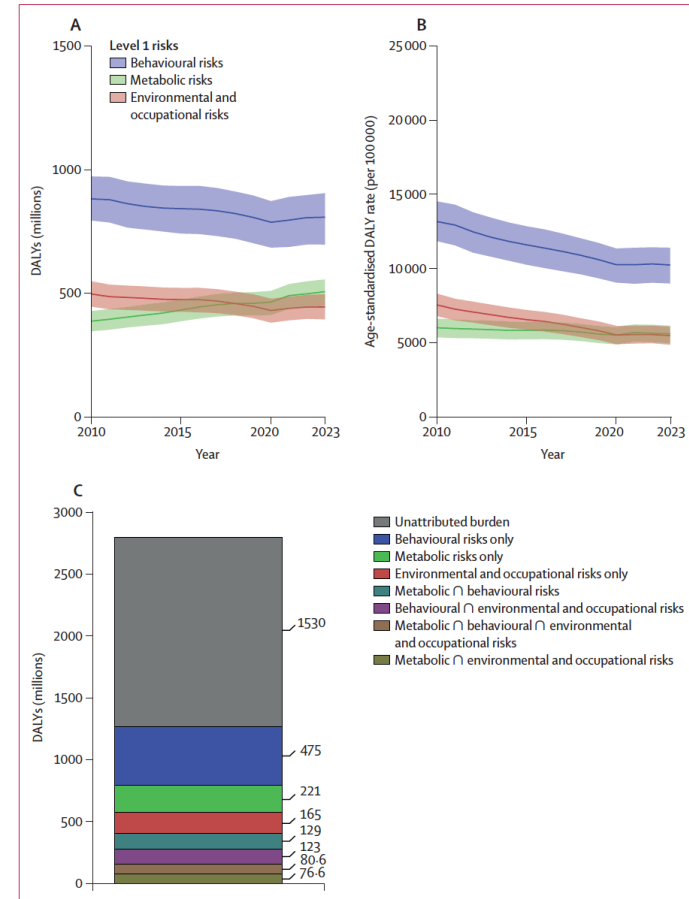 A
1500
1000
500
0
DALYs (millions)
2010
2015
2020
2023
Year
Level 1 risks
Behavioural risks
Metabolic risks
Environmental and
occupational risks
B
25 000
20 000
15 000
10 000
5000
0
Age-standardised DALY rate (per 100 000)
2010
2015
2020
2023
Year
C
3000
2500
2000
1500
1000
500
0
DALYs (millions)
1530
475
221
165
129
123
80·6
76·6
Unattributed burden
Behavioural risks only
Metabolic risks only
Environmental and occupational risks only
Metabolic ∩ behavioural risks
Behavioural ∩ environmental and occupational risks
Metabolic ∩ behavioural ∩ environmental
and occupational risks
Metabolic ∩ environmental and occupational risks